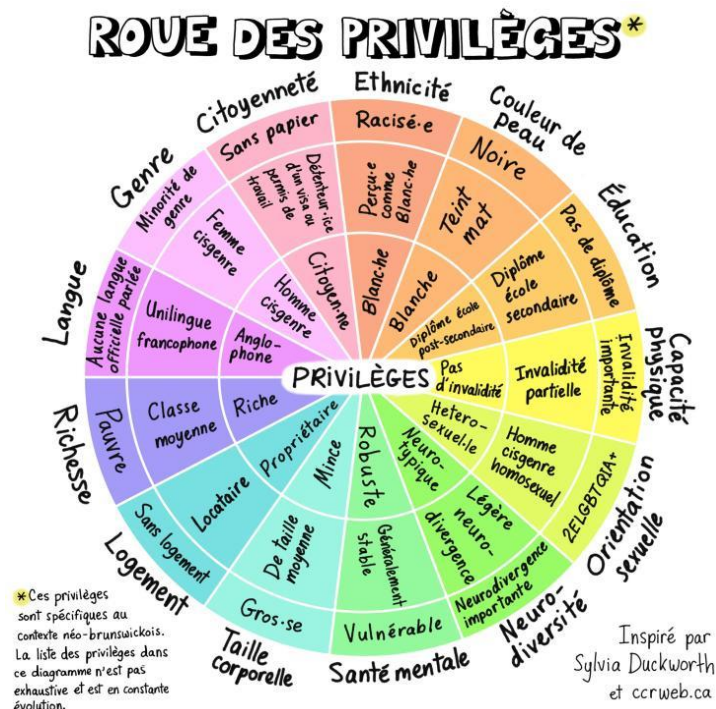 ROUE DES PRIVILÈGES*
Citoyenneté
Sans papier
Détenteur·ice
d'un visa ou
permis de
travail
Citoyen.ne
Ethnicité
Racisé·e
Perçu·e
comme
Blanc·he
Blanc·he
Couleur de
peau
Noire
Teint
mat
Blanche
Éducation
Pas de diplôme
Diplôme
école
secondaire
Diplôme école
post-secondaire
Capacité
physique
Invalidité
importante
Invalidité
partielle
Pas
d'invalidité
Orientation
sexuelle
2ELGBTQIA+
Homme
cisgenre
homosexuel
Hetero-
sexuel·le
Neuro-
diversité
Neurodivergence
importante
Légère
neuro-
divergence
Neuro-
typique
Santé mentale
Vulnérable
Généralement
stable
Robuste
Taille
corporelle
Gros·se
De taille
moyenne
Mince
Logement
Sans logement
Locataire
Propriétaire
Richesse
Pauvre
Classe
moyenne
Riche
Langue
Aucune langue
officielle parlée
Unilingue
francophone
Anglo-
phone
Genre
Minorité de
genre
Femme
cisgenre
Homme
cisgenre
PRIVILÈGES
*Ces privilèges
sont spécifiques au
contexte néo-brunswickois.
La liste des privilèges dans
ce diagramme n'est pas
exhaustive et est en constante
évolution.
Inspiré par
Sylvia Duckworth
et ccrweb.ca